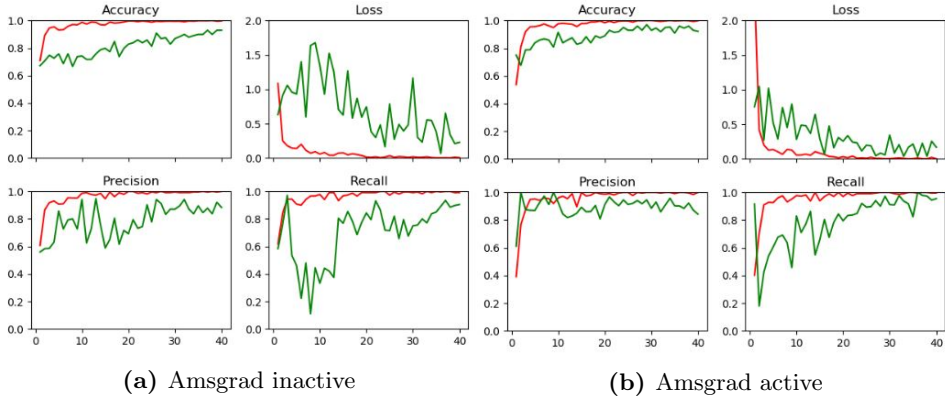 Accuracy Loss Accuracy Loss
1.0 2.0 1.0 2.0
0.8 1.5 0.8 1.5
0.6 0.6
1.0 1.0
0.4 0.4
0.2 0.5 0.2 0.5
0.0 0.0 0.0 0.0
Precision Recall Precision Recall
1.0 1.0 1.0 1.0
0.8 0.8 0.8 0.8
0.6 0.6 0.6 0.6
0.4 0.4 0.4 0.4
0.2 0.2 0.2 0.2
0.0 0.0 0.0 0.0
0 10 20 30 40 0 10 20 30 40 0 10 20 30 40 0 10 20 30 40
(a) Amsgrad inactive (b) Amsgrad active